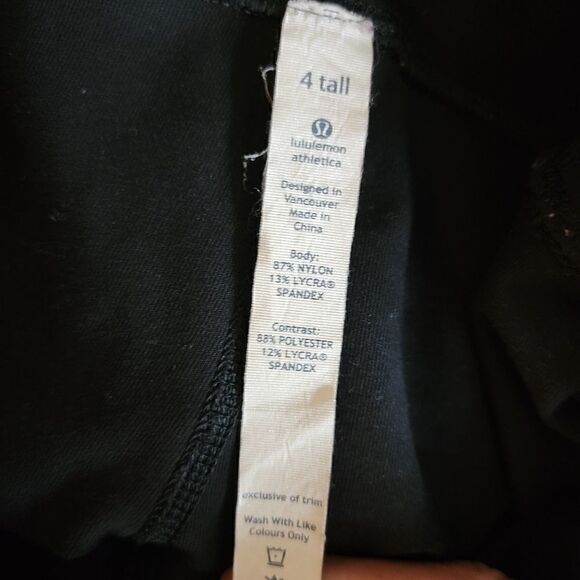 4 tall
lululemon
athletica
Designed in
Vancouver
Made in
China
Body:
87% NYLON
13% LYCRA®
SPANDEX
Contrast:
88% POLYESTER
12% LYCRA®
SPANDEX
exclusive of trim
Wash With Like
Colours Only